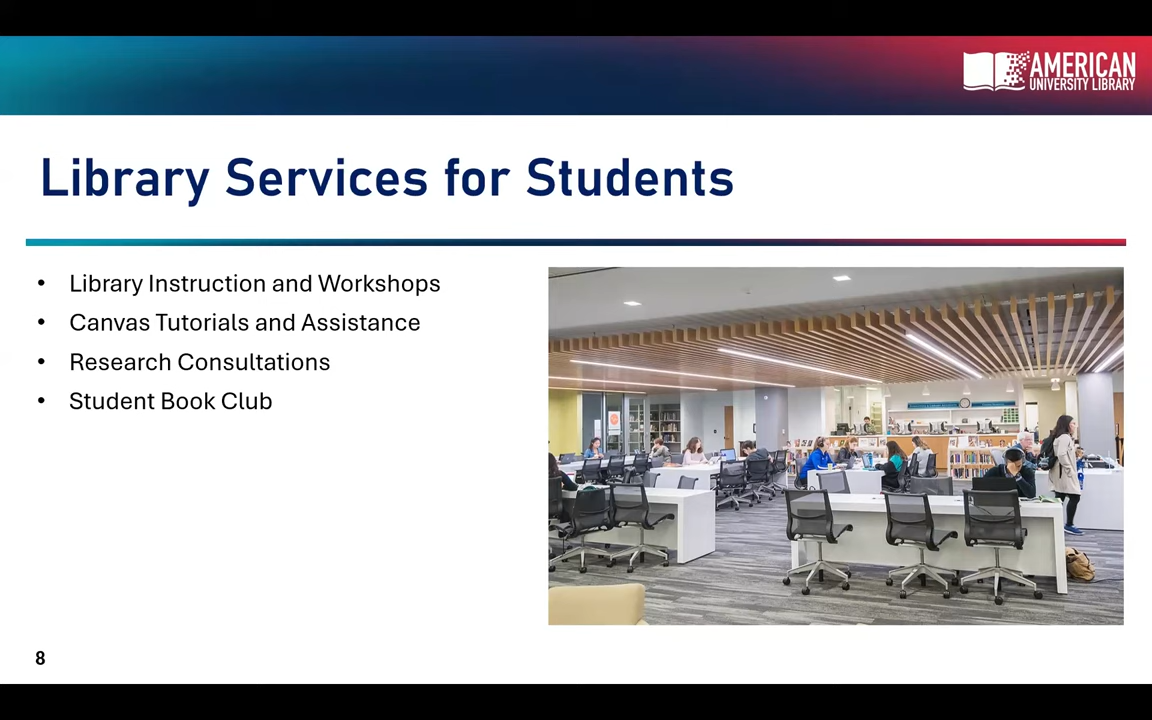 AMERICAN
UNIVERSITY LIBRARY
Library Services for Students
• Library Instruction and Workshops
• Canvas Tutorials and Assistance
• Research Consultations
• Student Book Club
8